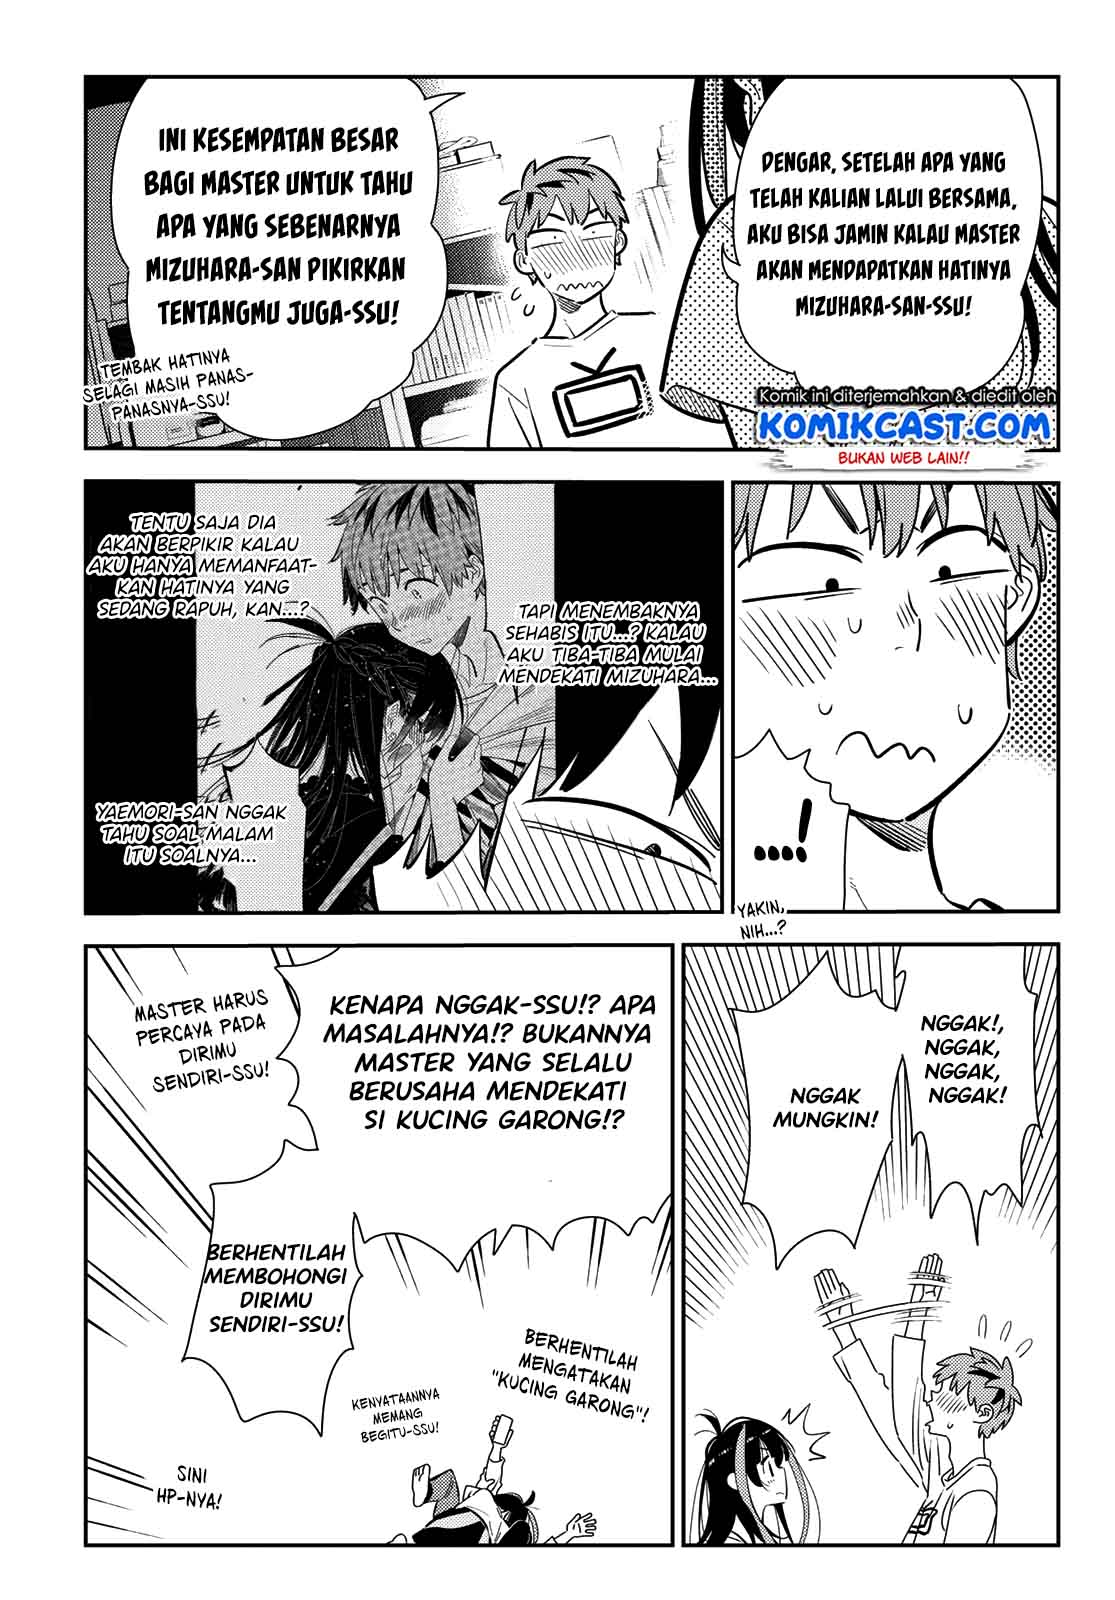 DENGAR, SETELAH APA YANG
TELAH KALIAN LALUI BERSAMA,
AKU BISA JAMIN KALAU MASTER
AKAN MENDAPATKAN HATINYA
MIZUHARA-SAN-SSU!
INI KESEMPATAN BESAR
BAGI MASTER UNTUK TAHU
APA YANG SEBENARNYA
MIZUHARA-SAN PIKIRKAN
TENTANGMU JUGA-SSU!
TEMBAK HATINYA
SELAGI MASIH PANAS-
PANASNYA-SSU!
Komik ini diterjemahkan & diedit oleh
KOMIKCAST.COM
BUKAN WEB LAIN!!
....!
YAKIN,
NIH...?
TAPI MENEMBAKNYA
SEHABIS ITU...? KALAU
AKU TIBA-TIBA MULAI
MENDEKATI MIZUHARA...
TENTU SAJA DIA
AKAN BERPIKIR KALAU
AKU HANYA MEMANFAAT-
KAN HATINYA YANG
SEDANG RAPUH, KAN...?
YAEMORI-SAN NGGAK
TAHU SOAL MALAM
ITU SOALNYA...
NGGAK!,
NGGAK,
NGGAK,
NGGAK!
NGGAK
MUNGKIN!
KENAPA NGGAK-SSU!? APA
MASALAHNYA!? BUKANNYA
MASTER YANG SELALU
BERUSAHA MENDEKATI
SI KUCING GARONG!?
MASTER HARUS
PERCAYA PADA
DIRIMU
SENDIRI-SSU!
BERHENTILAH
MEMBOHONGI
DIRIMU
SENDIRI-SSU!
BERHENTILAH
MENGATAKAN
"KUCING GARONG"!
KENYATAANNYA
MEMANG
BEGITU-SSU!
SINI
HP-NYA!